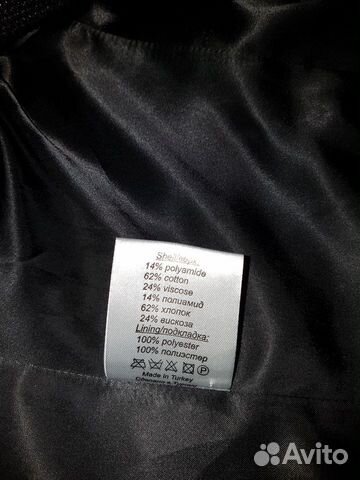 Shell/верх:
14% polyamide
62% cotton
24% viscose
14% полиамид
62% хлопок
24% вискоза
Lining/подкладка:
100% polyester
100% полиэстер
P
Made in Turkey
Avito